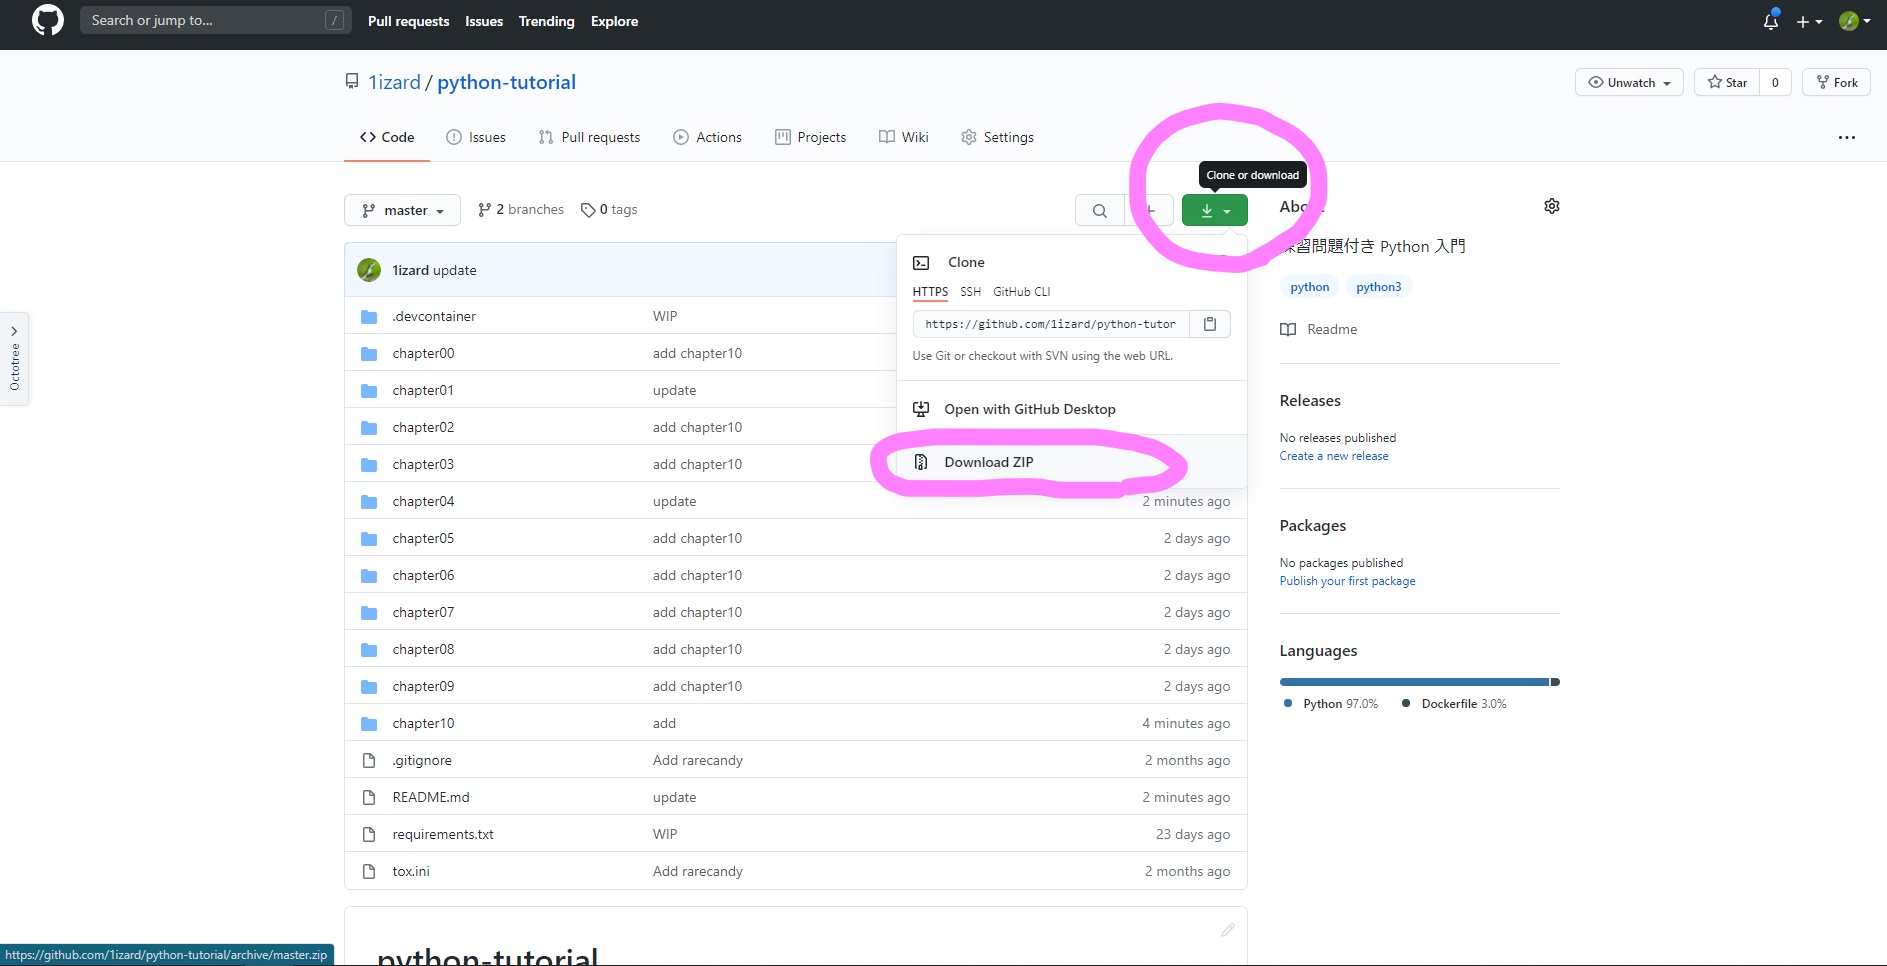 Search or jump to...
/
Pull requests Issues Trending Explore
1izard / python-tutorial
Unwatch
Star 0
Fork
Code Issues Pull requests Actions Projects Wiki Settings
Clone or download
master
2 branches
0 tags
練習問題付き Python 入門
python python3
Readme
Releases
No releases published
Create a new release
Packages
No packages published
Publish your first package
Languages
Python 97.0% Dockerfile 3.0%
Clone
HTTPS SSH GitHub CLI
https://github.com/1izard/python-tutor
Use Git or checkout with SVN using the web URL.
Open with GitHub Desktop
Download ZIP
1izard update
.devcontainer WIP
chapter00 add chapter10
chapter01 update
chapter02 add chapter10
chapter03 add chapter10
chapter04 update 2 minutes ago
chapter05 add chapter10 2 days ago
chapter06 add chapter10 2 days ago
chapter07 add chapter10 2 days ago
chapter08 add chapter10 2 days ago
chapter09 add chapter10 2 days ago
chapter10 add 4 minutes ago
.gitignore Add rarecandy 2 months ago
README.md update 2 minutes ago
requirements.txt WIP 23 days ago
tox.ini Add rarecandy 2 months ago
python-tutorial
Octotree
https://github.com/1izard/python-tutorial/archive/master.zip